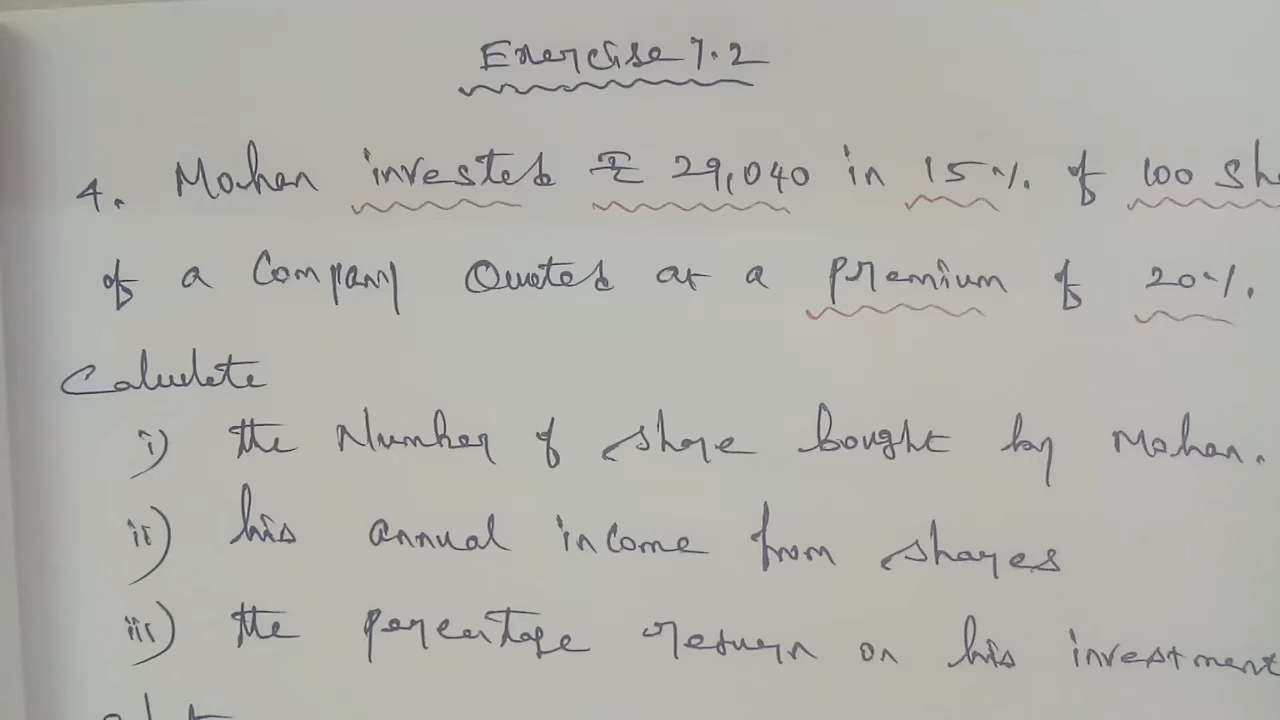 Exercise 7.2
4. Mohan invested ₹ 29,040 in 15% of 100 sh
of a Company Quoted at a premium of 20%.
Calculate
i) the Number of share bought by Mohan.
ii) his annual income from shares
iii) the percentage return on his investment